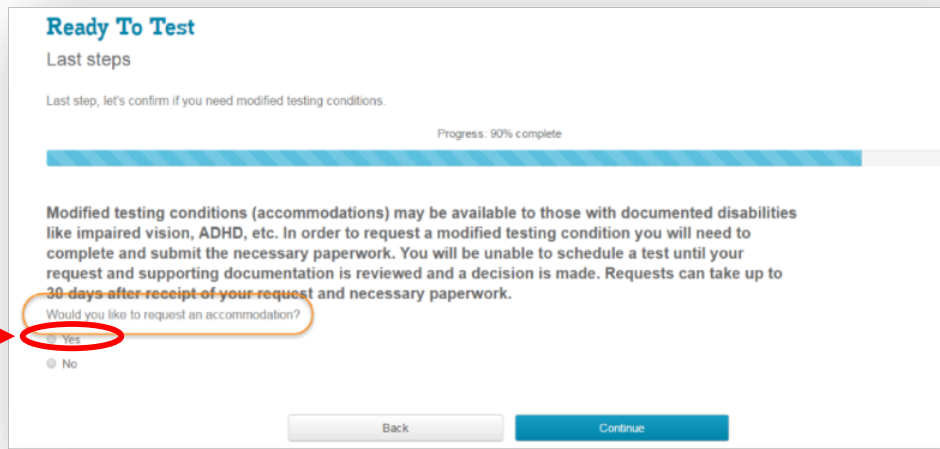 Ready To Test
Last steps
Last step, let's confirm if you need modified testing conditions.
Progress: 90% complete
Modified testing conditions (accommodations) may be available to those with documented disabilities
like impaired vision, ADHD, etc. In order to request a modified testing condition you will need to
complete and submit the necessary paperwork. You will be unable to schedule a test until your
request and supporting documentation is reviewed and a decision is made. Requests can take up to
30 days after receipt of your request and necessary paperwork.
Would you like to request an accommodation?
Yes
No
Back
Continue